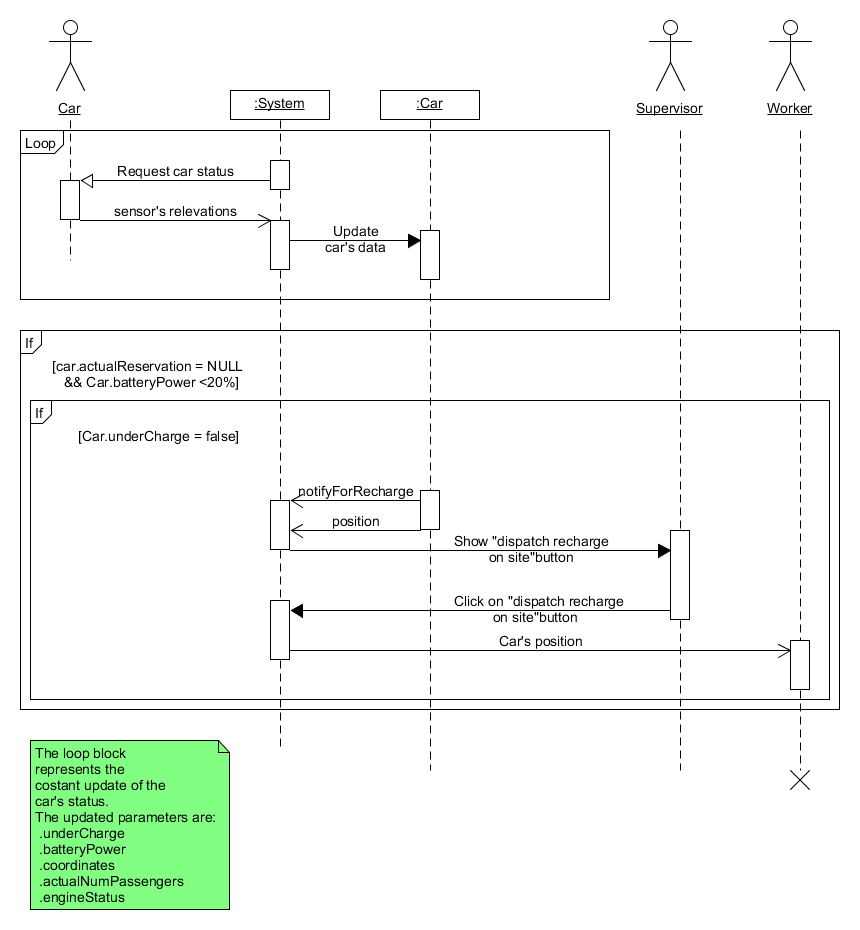 Car
:System
:Car
Supervisor
Worker
Loop
Request car status
sensor's relevations
Update
car's data
If
[car.actualReservation = NULL
&& Car.batteryPower <20%]
If
[Car.underCharge = false]
notifyForRecharge
position
Show "dispatch recharge
on site"button
Click on "dispatch recharge
on site"button
Car's position
The loop block
represents the
costant update of the
car's status.
The updated parameters are:
.underCharge
.batteryPower
.coordinates
.actualNumPassengers
.engineStatus